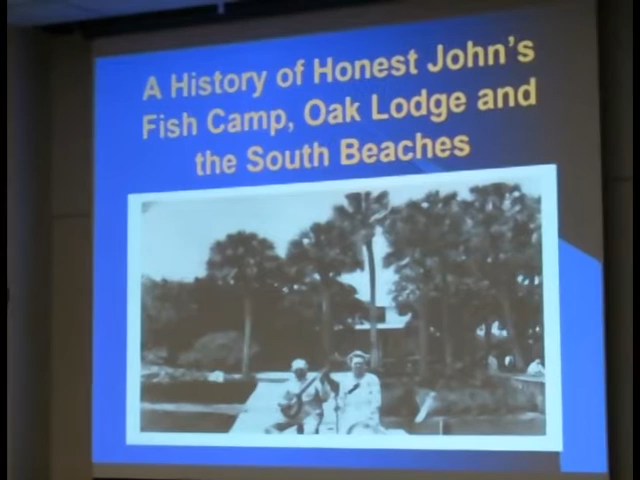 A History of Honest John's
Fish Camp, Oak Lodge and
the South Beaches